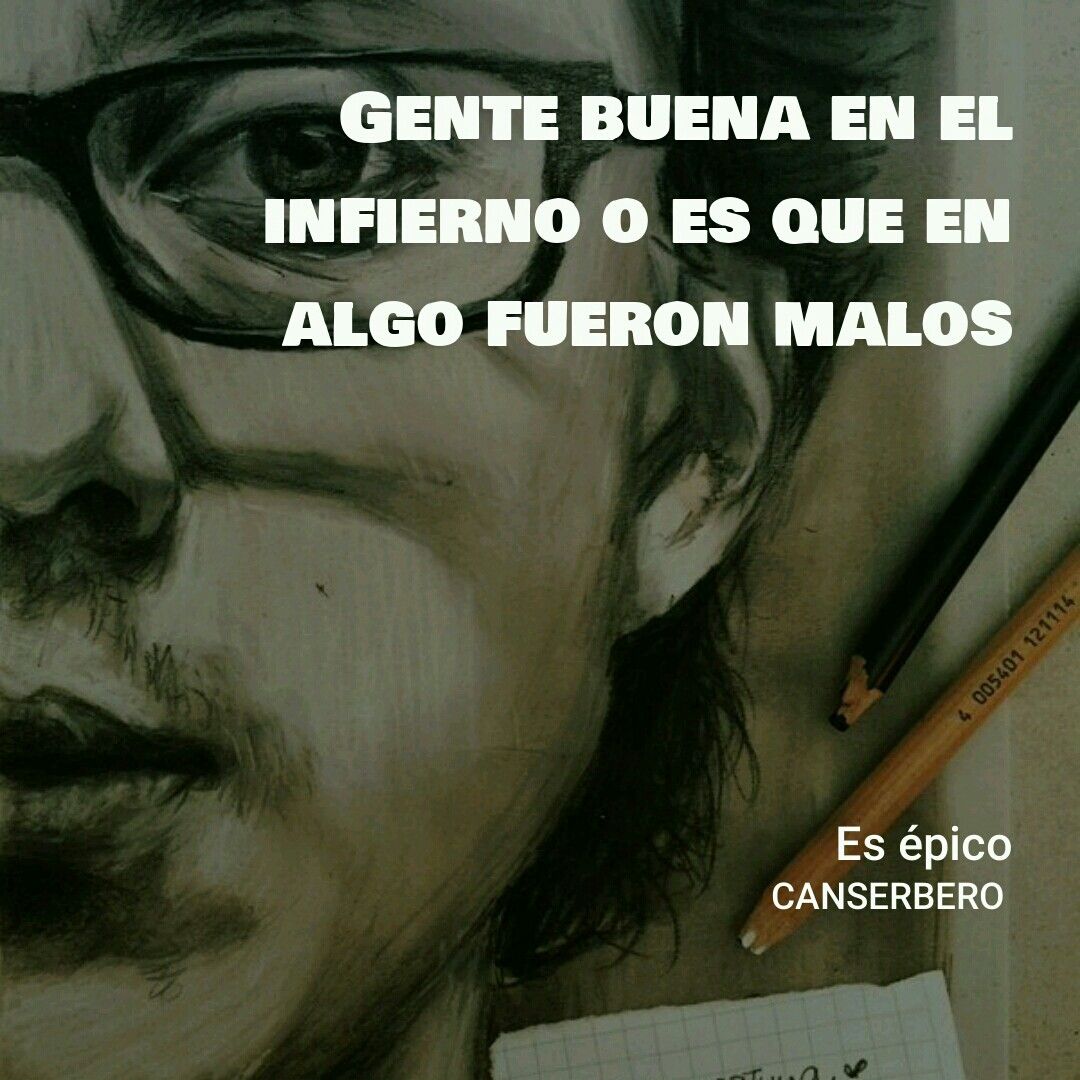 GENTE BUENA EN EL
INFIERNO O ES QUE EN
ALGO FUERON MALOS
4 005401 121114
Es épico
CANSERBERO